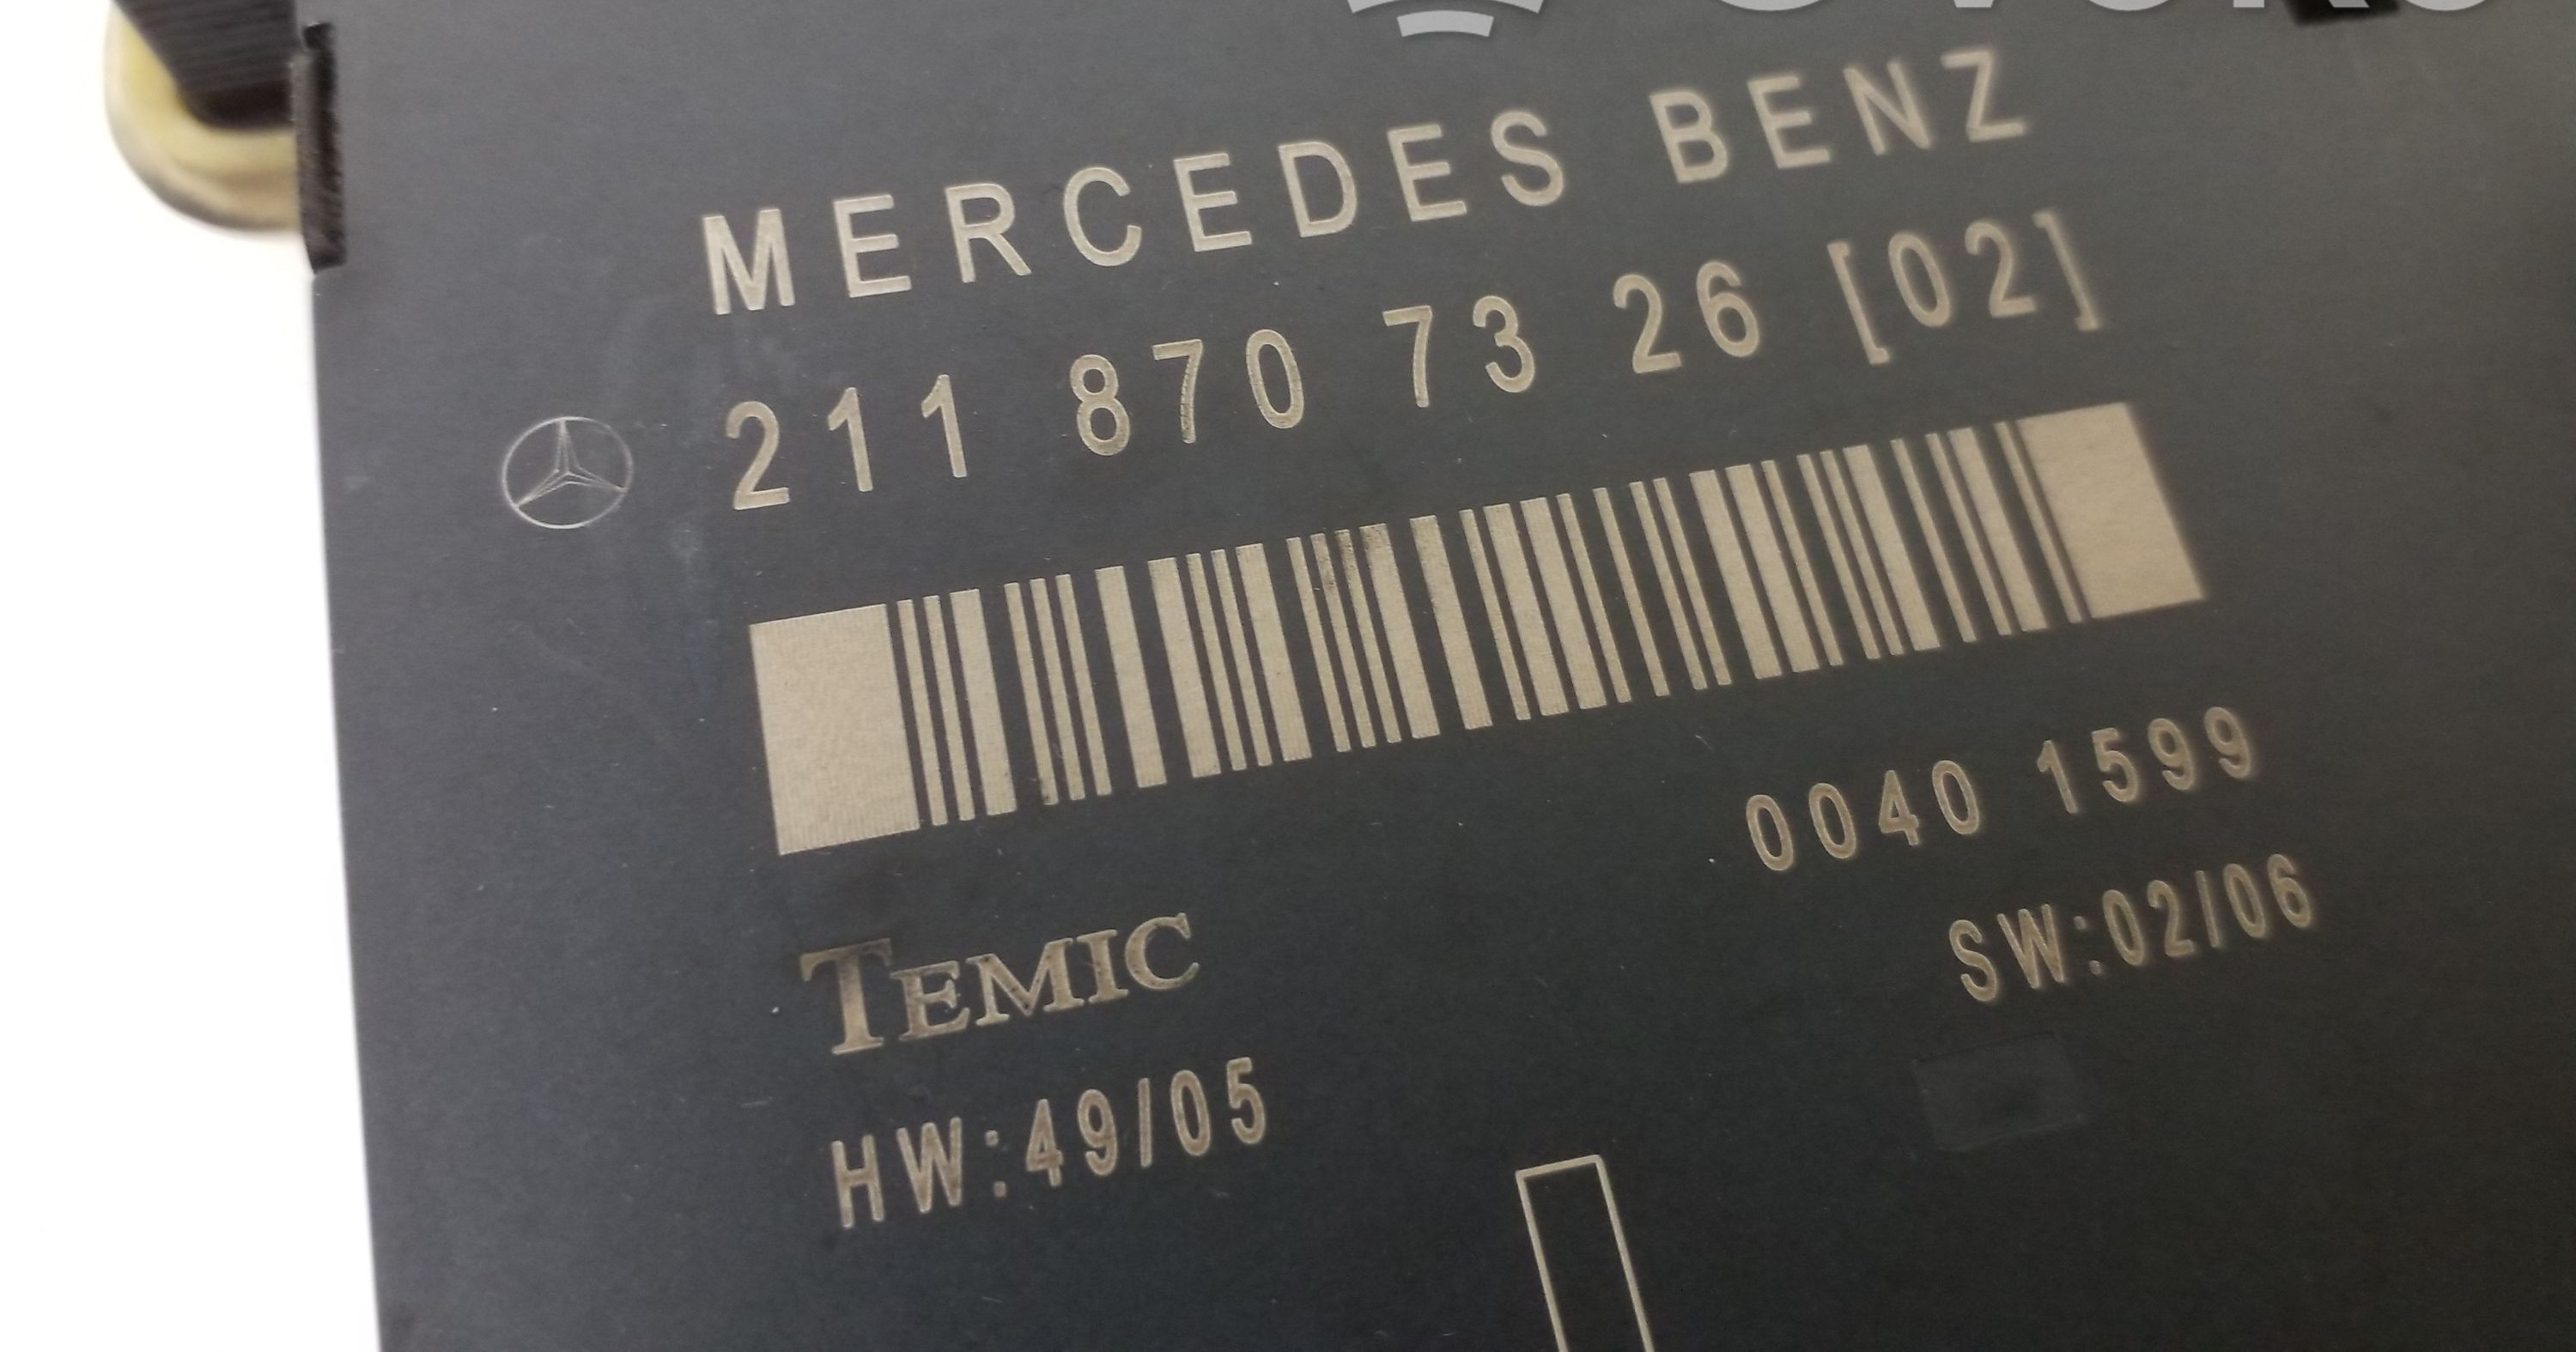 MERCEDES BENZ
211 870 73 26 [02]
0040 1599
TEMIC
SW:02/06
HW:49/05